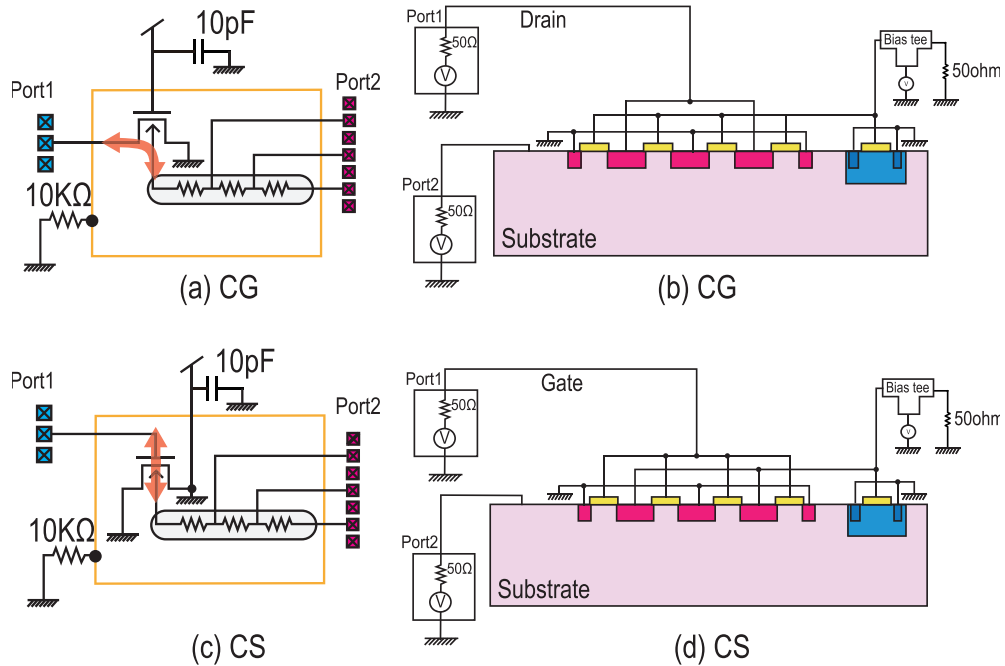 10pF
Port1
Port2
10KΩ
(a) CG
Port1
50Ω
V
Drain
Port2
50Ω
V
Bias tee
V
50ohm
Substrate
(b) CG
10pF
Port1
Port2
10KΩ
(c) CS
Port1
50Ω
V
Gate
Port2
50Ω
V
Bias tee
V
50ohm
Substrate
(d) CS